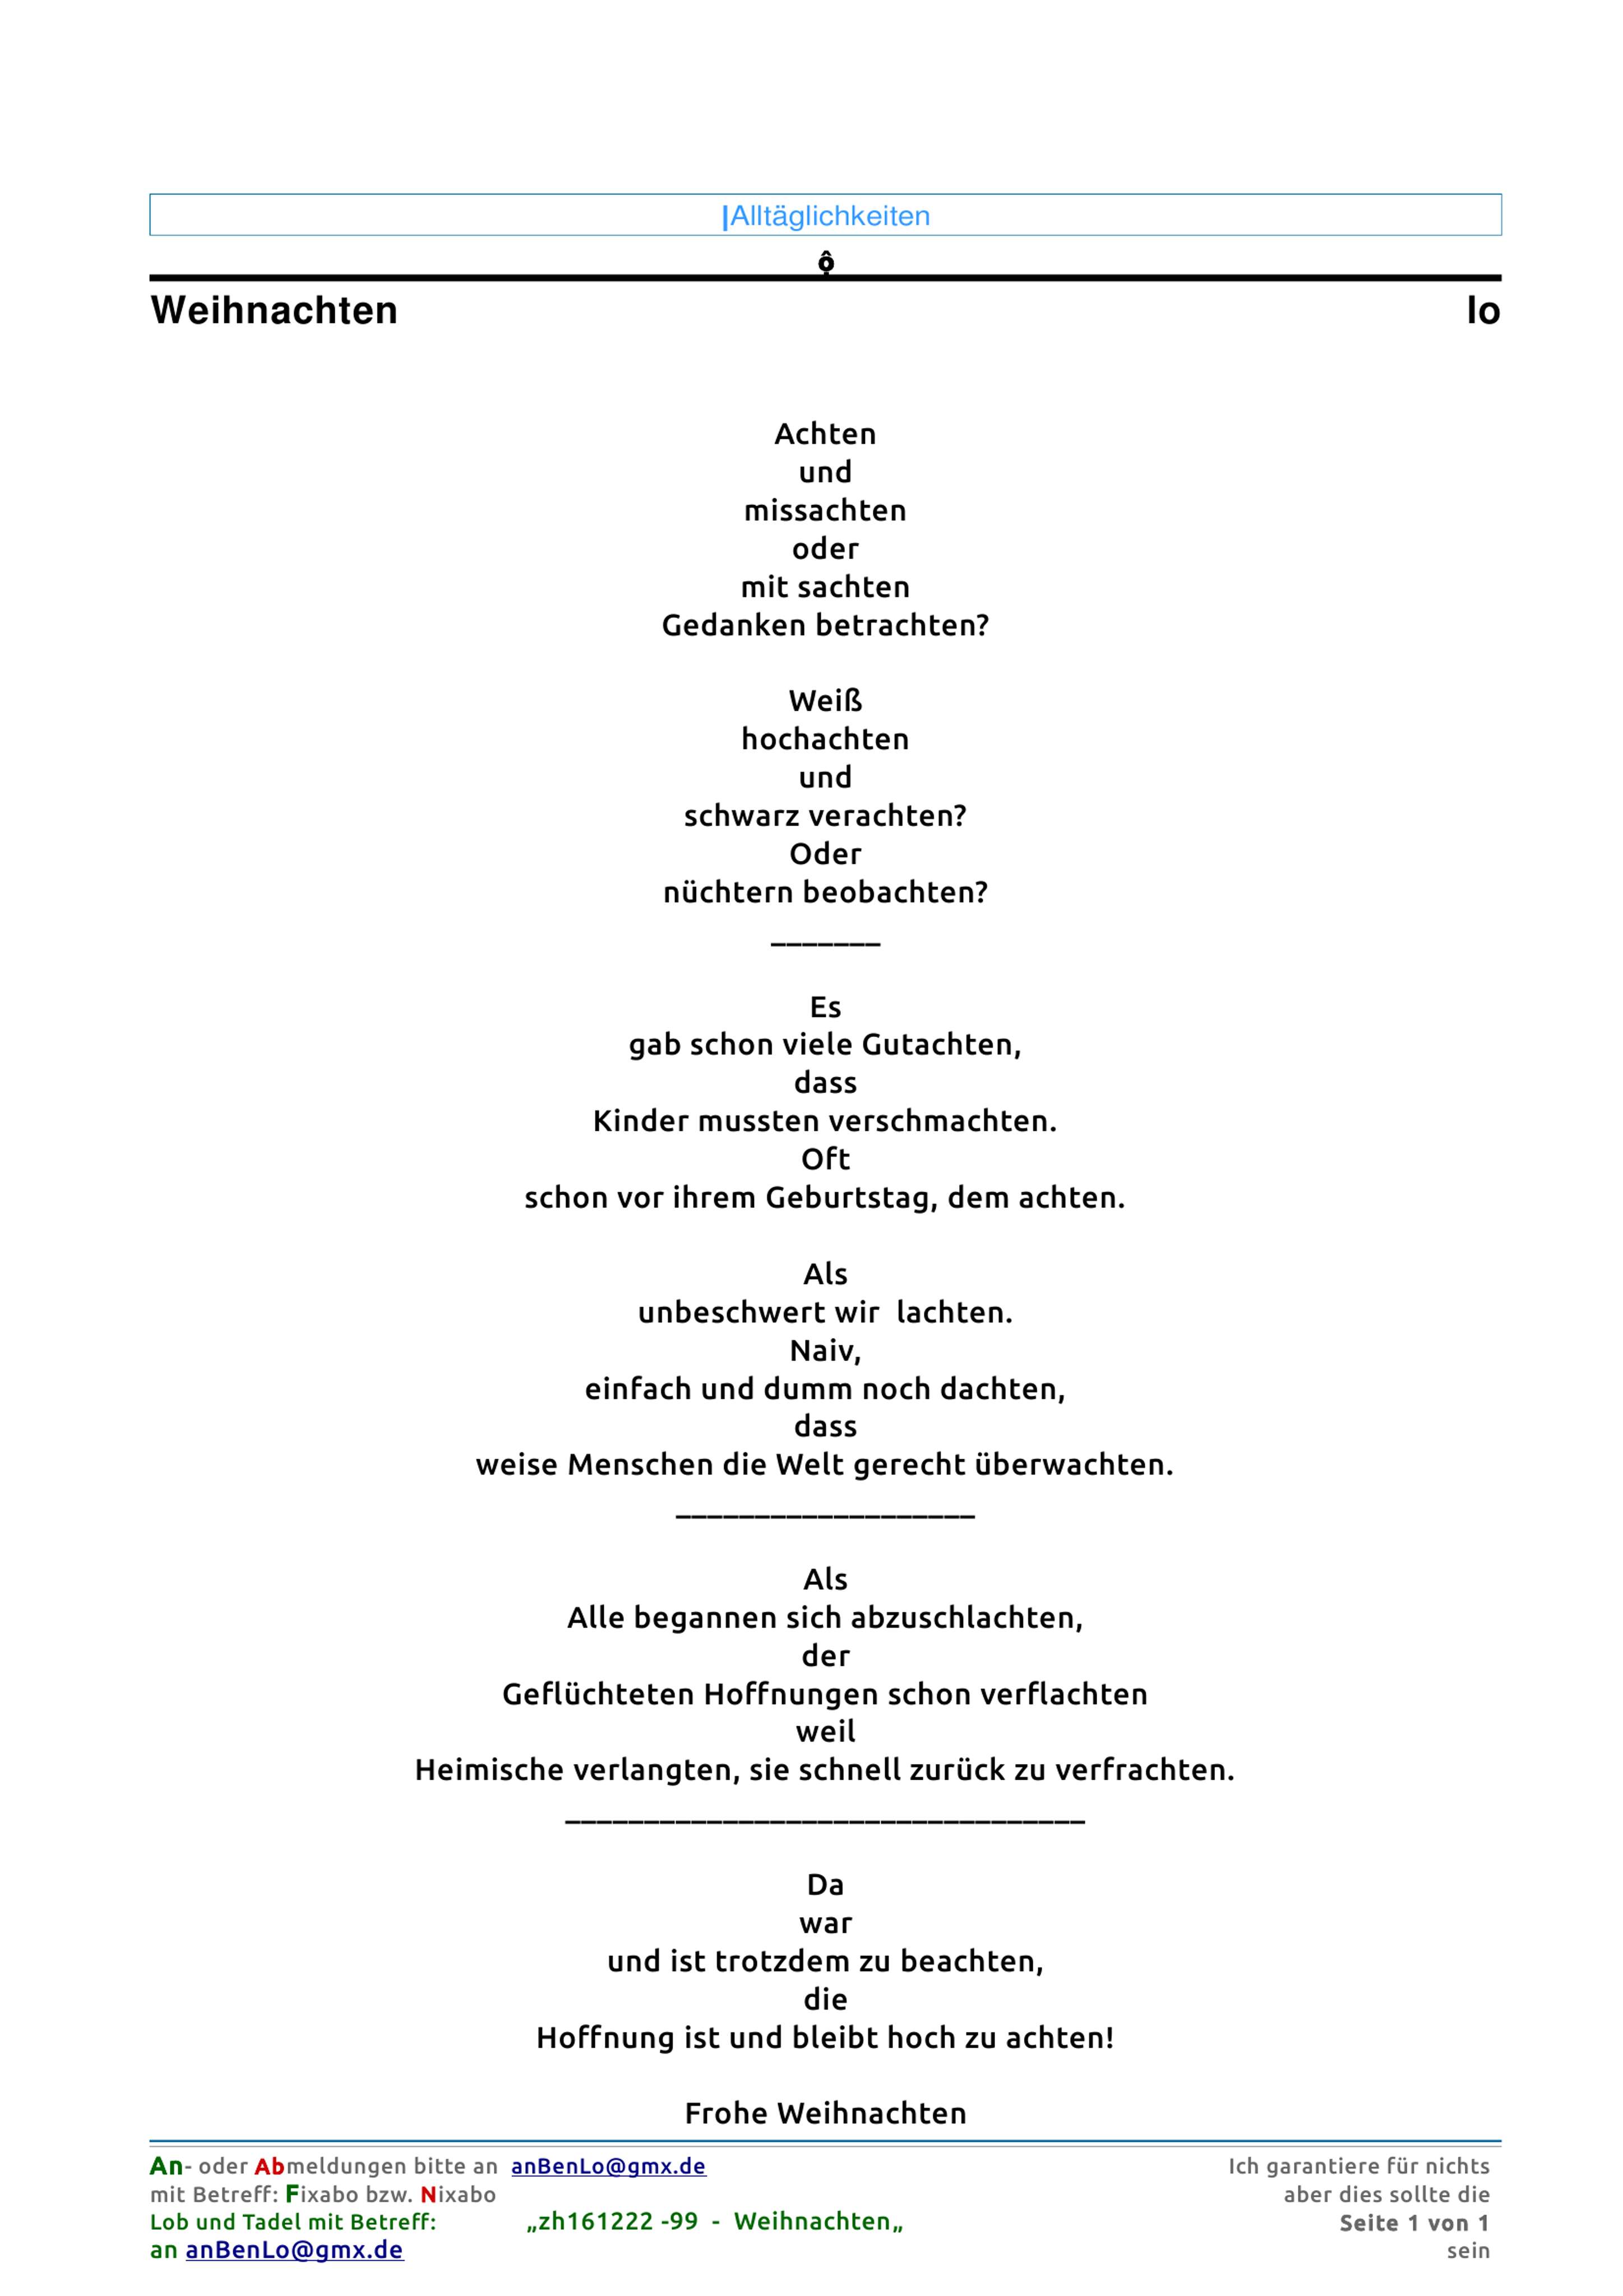 |Alltäglichkeiten
ộ
Weihnachten lo
Achten
und
missachten
oder
mit sachten
Gedanken betrachten?
Weiß
hochachten
und
schwarz verachten?
Oder
nüchtern beobachten?
_______
Es
gab schon viele Gutachten,
dass
Kinder mussten verschmachten.
Oft
schon vor ihrem Geburtstag, dem achten.
Als
unbeschwert wir  lachten.
Naiv,
einfach und dumm noch dachten,
dass
weise Menschen die Welt gerecht überwachten.
___________________
Als
Alle begannen sich abzuschlachten,
der
Geflüchteten Hoffnungen schon verflachten
weil
Heimische verlangten, sie schnell zurück zu verfrachten.
_________________________________
Da
war
und ist trotzdem zu beachten,
die
Hoffnung ist und bleibt hoch zu achten!
Frohe Weihnachten
An- oder Abmeldungen bitte an anBenLo@gmx.de Ich garantiere für nichts
mit Betreff: Fixabo bzw. Nixabo aber dies sollte die
Lob und Tadel mit Betreff: „zh161222 -99 - Weihnachten„ Seite 1 von 1
an anBenLo@gmx.de sein